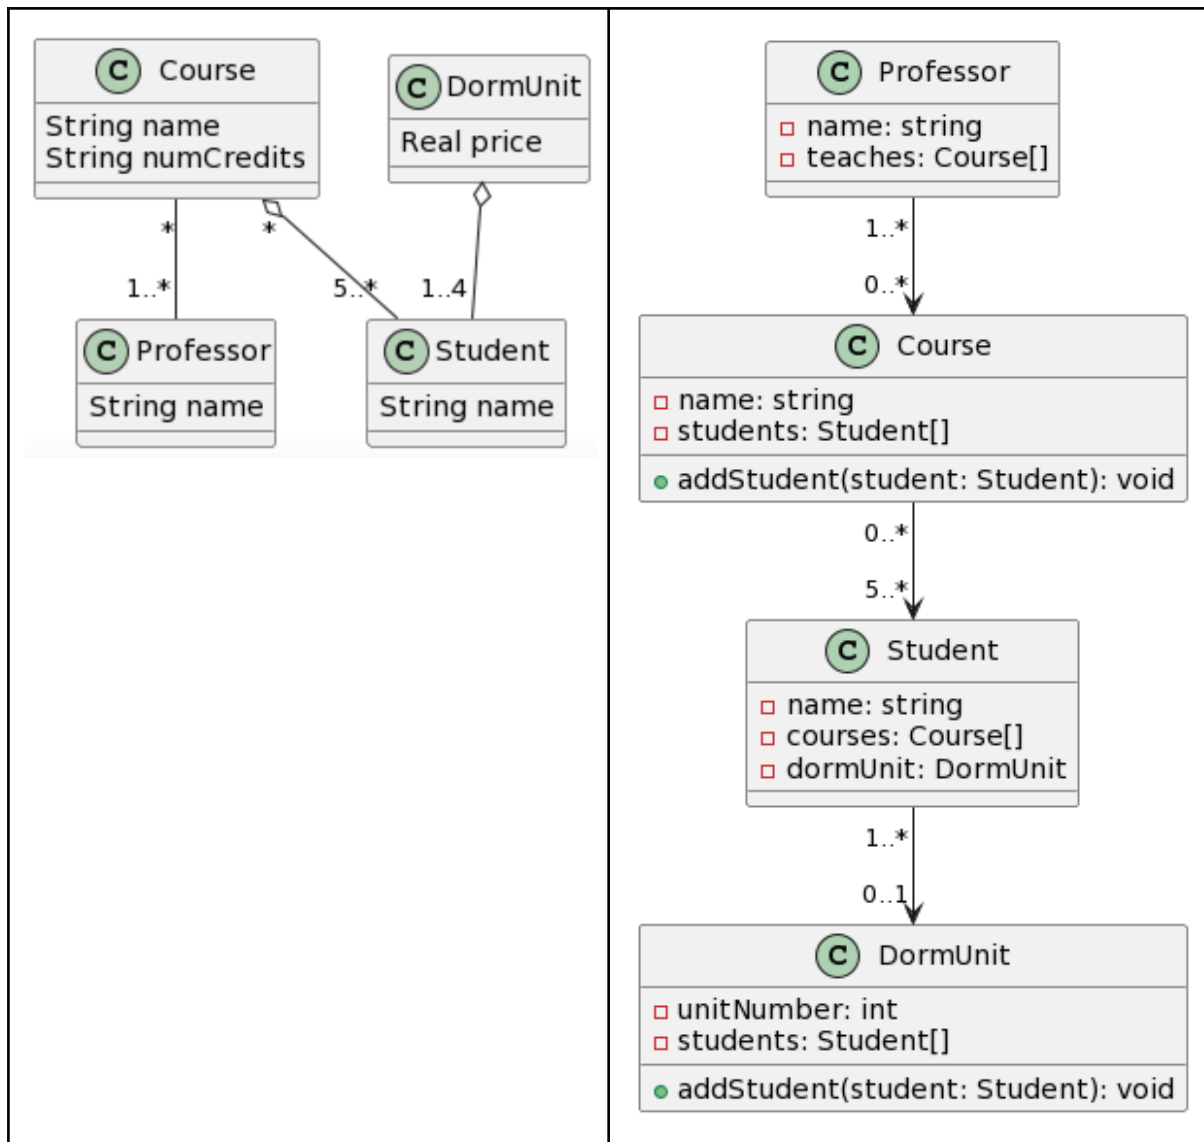 C Course
String name
String numCredits
C DormUnit
Real price
*
*
1..*
5..*
1..4
C Professor
String name
C Student
String name
C Professor
name: string
teaches: Course[]
1..*
0..*
C Course
name: string
students: Student[]
addStudent(student: Student): void
0..*
5..*
C Student
name: string
courses: Course[]
dormUnit: DormUnit
1..*
0..1
C DormUnit
unitNumber: int
students: Student[]
addStudent(student: Student): void